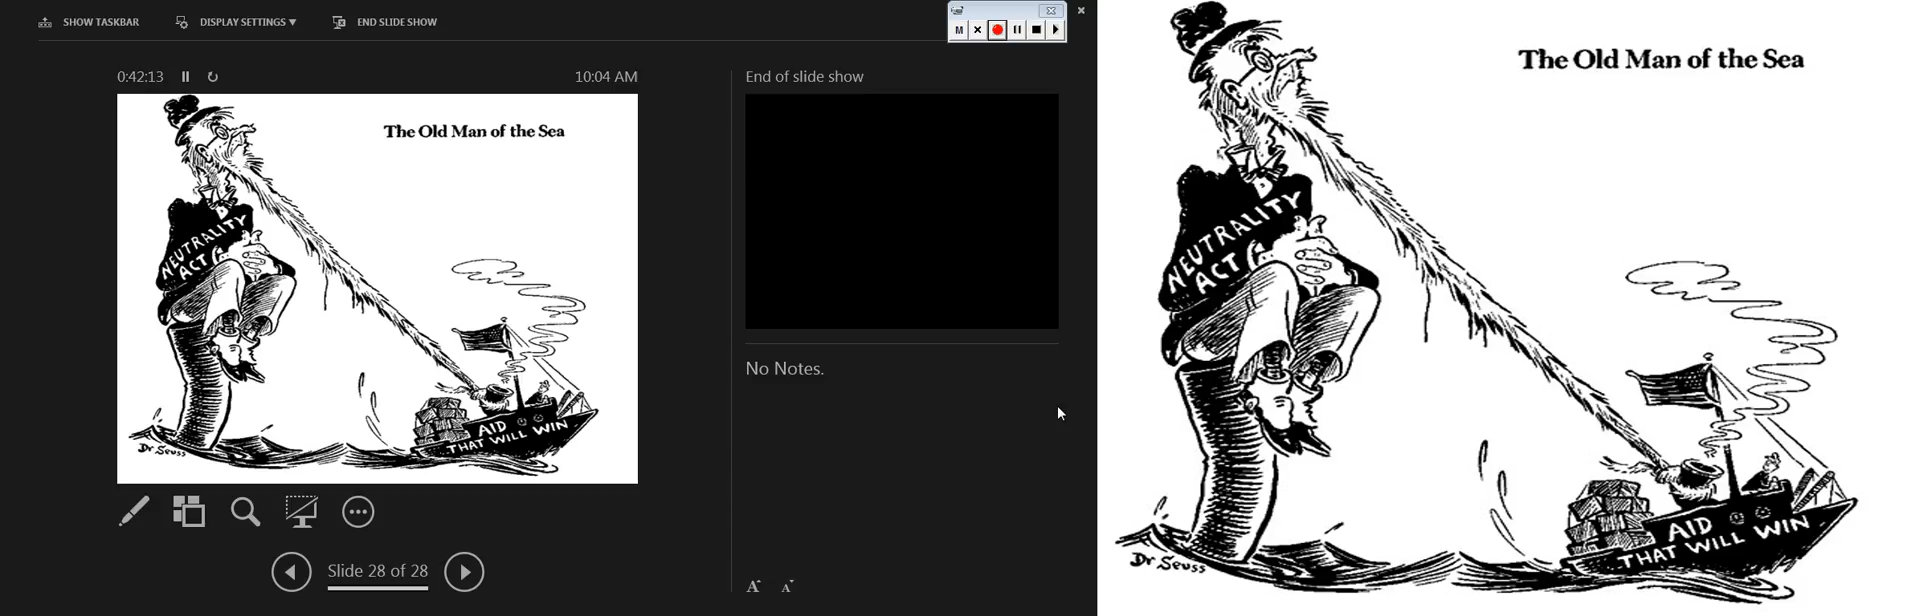 SHOW TASKBAR
DISPLAY SETTINGS ▼
END SLIDE SHOW
M
0:42:13
10:04 AM
End of slide show
The Old Man of the Sea
NEUTRALITY
ACT
AID
THAT WILL WIN
Dr Seuss
No Notes.
A A
Slide 28 of 28
The Old Man of the Sea
NEUTRALITY
ACT
AID
THAT WILL WIN
Dr Seuss